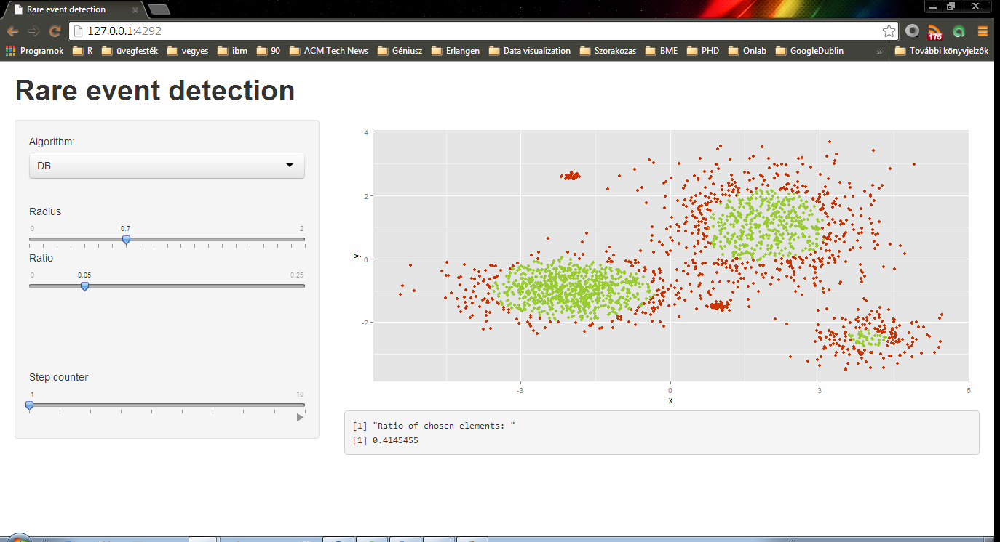 Rare event detection
127.0.0.1:4292
175
Programok R üvegfesték vegyes ibm 90 ACM Tech News Géniusz Erlangen Data visualization Szorakozas BME PHD Önlab GoogleDublin » További könyvjelzők
Rare event detection
Algorithm:
DB
Radius
0 0.7 2
Ratio
0 0.05 0.25
Step counter
1 10
4
2
0
-2
y
-3 0 3 6
x
[1] "Ratio of chosen elements: "
[1] 0.4145455